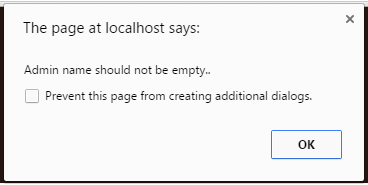 The page at localhost says:
Admin name should not be empty..
Prevent this page from creating additional dialogs.
OK